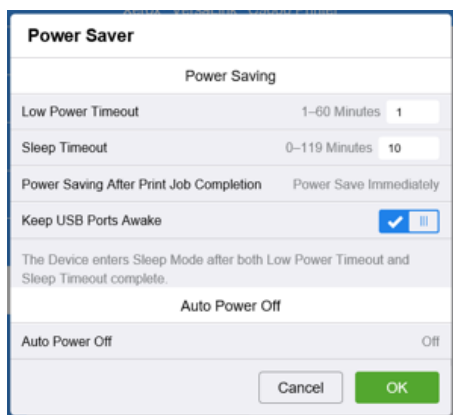 Power Saver
Power Saving
Low Power Timeout 1–60 Minutes 1
Sleep Timeout 0–119 Minutes 10
Power Saving After Print Job Completion Power Save Immediately
Keep USB Ports Awake
The Device enters Sleep Mode after both Low Power Timeout and
Sleep Timeout complete.
Auto Power Off
Auto Power Off Off
Cancel OK